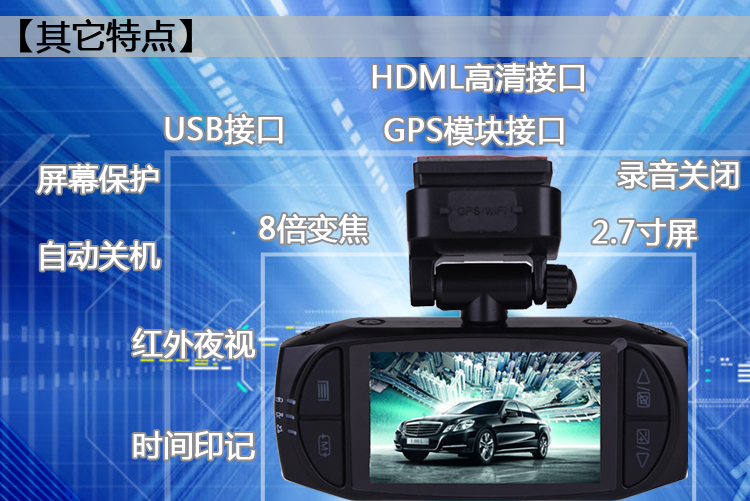 【其它特点】
HDML高清接口
USB接口
GPS模块接口
屏幕保护
录音关闭
GPS/WiFi
8倍变焦
2.7寸屏
自动关机
红外夜视
时间印记
M